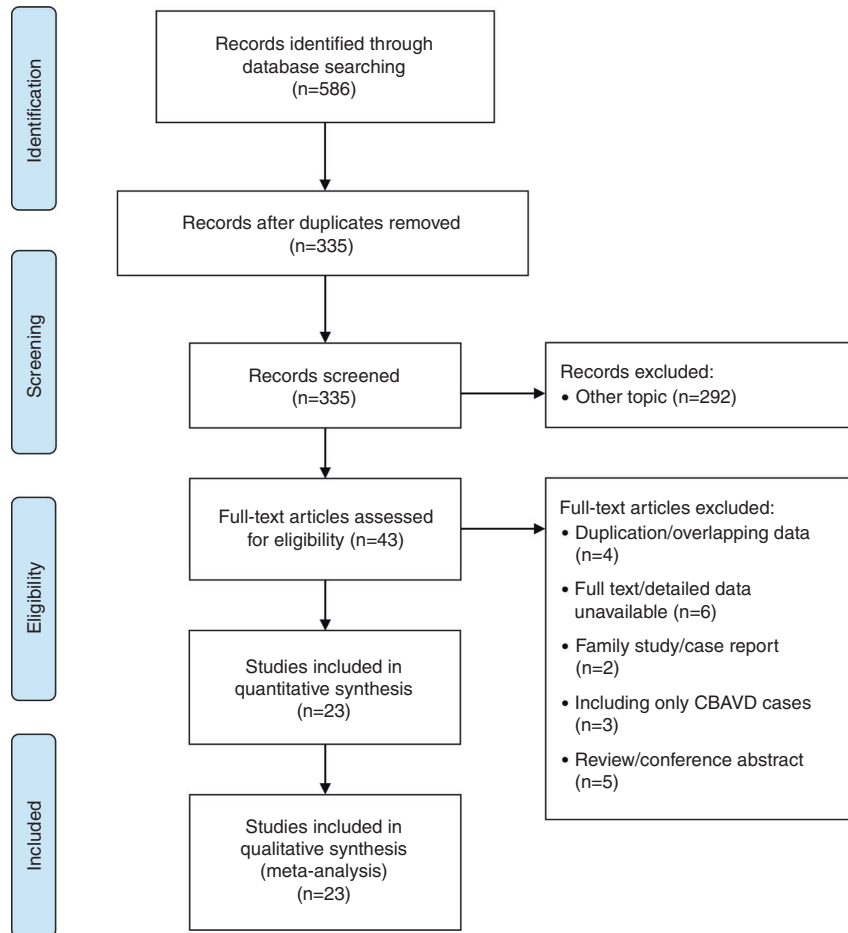 Identification
Records identified through
database searching
(n=586)
Records after duplicates removed
(n=335)
Screening
Records screened
(n=335)
Records excluded:
• Other topic (n=292)
Eligibility
Full-text articles assessed
for eligibility (n=43)
Full-text articles excluded:
• Duplication/overlapping data
(n=4)
• Full text/detailed data
unavailable (n=6)
• Family study/case report
(n=2)
• Including only CBAVD cases
(n=3)
• Review/conference abstract
(n=5)
Studies included in
quantitative synthesis
(n=23)
Included
Studies included in
qualitative synthesis
(meta-analysis)
(n=23)